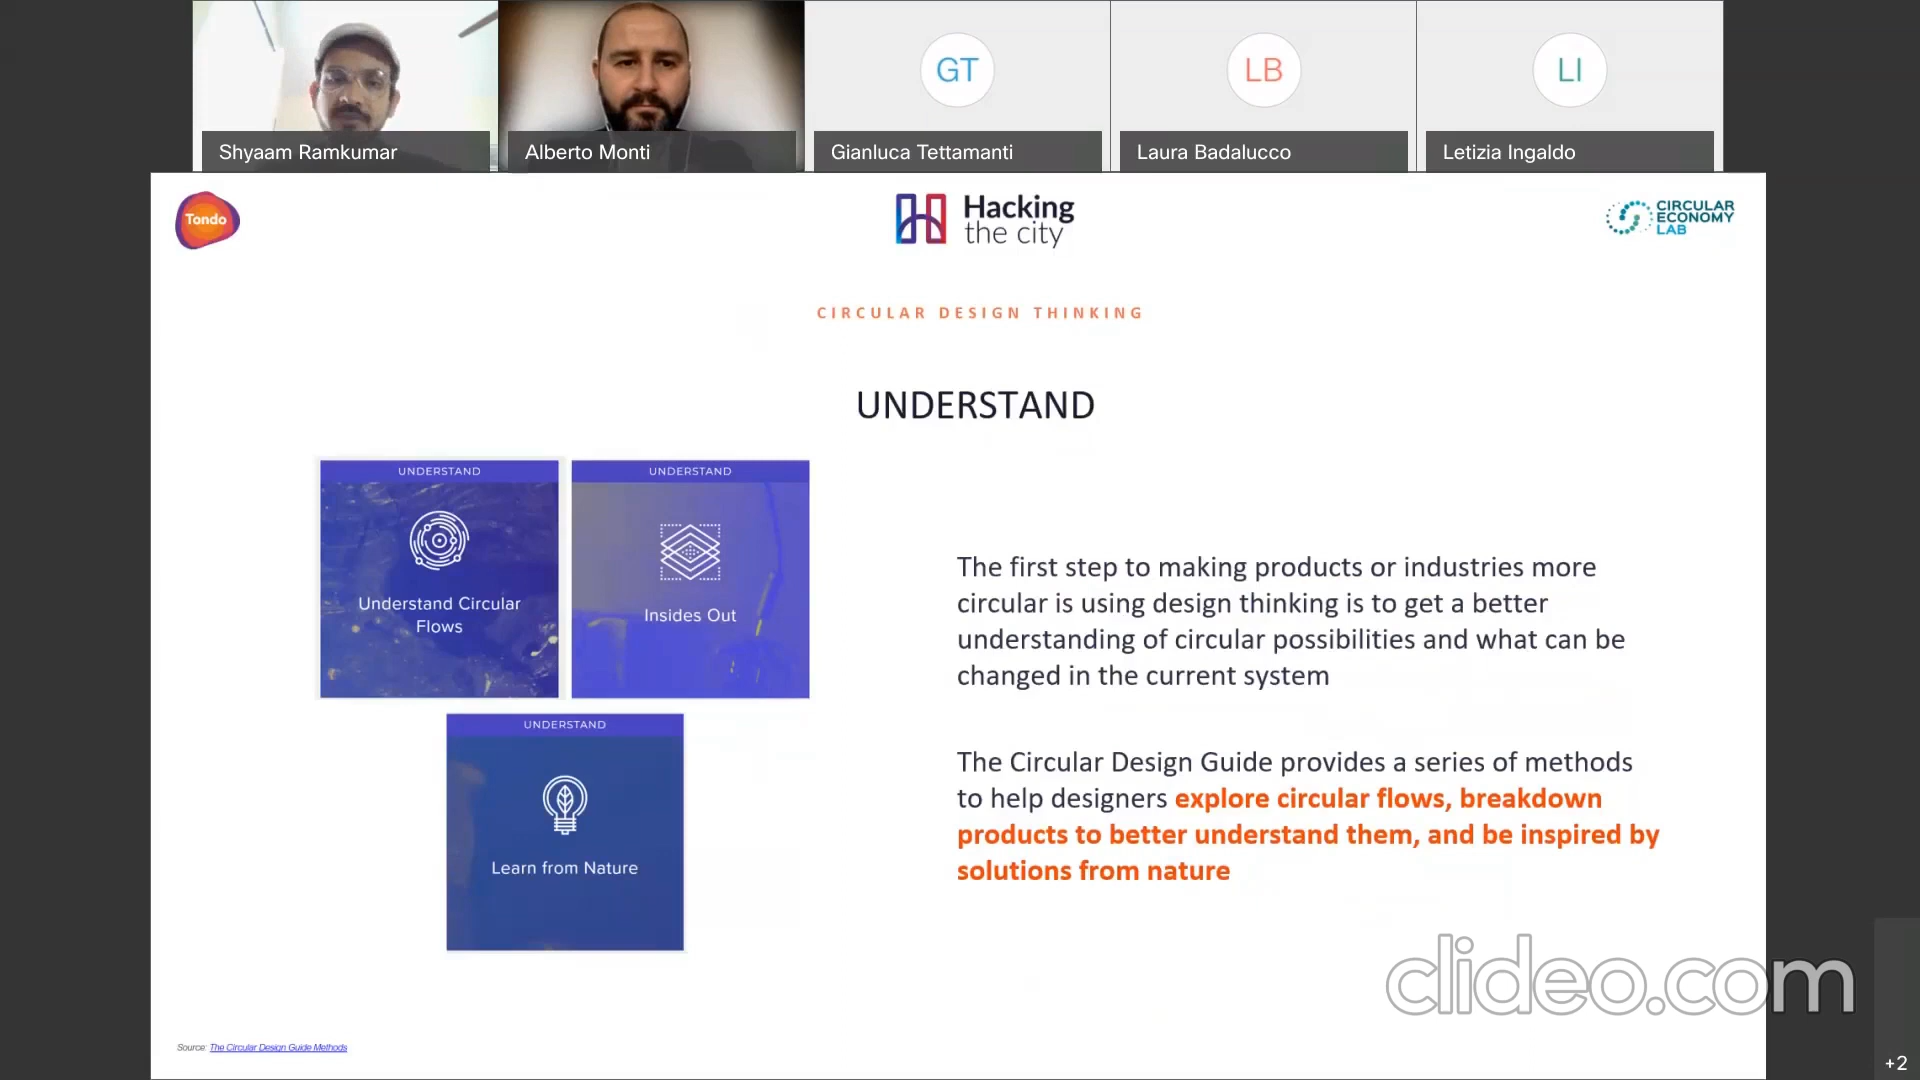 Shyaam Ramkumar
Alberto Monti
GT
Gianluca Tettamanti
LB
Laura Badalucco
LI
Letizia Ingaldo
Tondo
Hacking
the city
CIRCULAR
ECONOMY
LAB
CIRCULAR DESIGN THINKING
UNDERSTAND
UNDERSTAND
Understand Circular
Flows
UNDERSTAND
Insides Out
UNDERSTAND
Learn from Nature
The first step to making products or industries more
circular is using design thinking is to get a better
understanding of circular possibilities and what can be
changed in the current system
The Circular Design Guide provides a series of methods
to help designers explore circular flows, breakdown
products to better understand them, and be inspired by
solutions from nature
clideo.com
Source: The Circular Design Guide Methods
+2